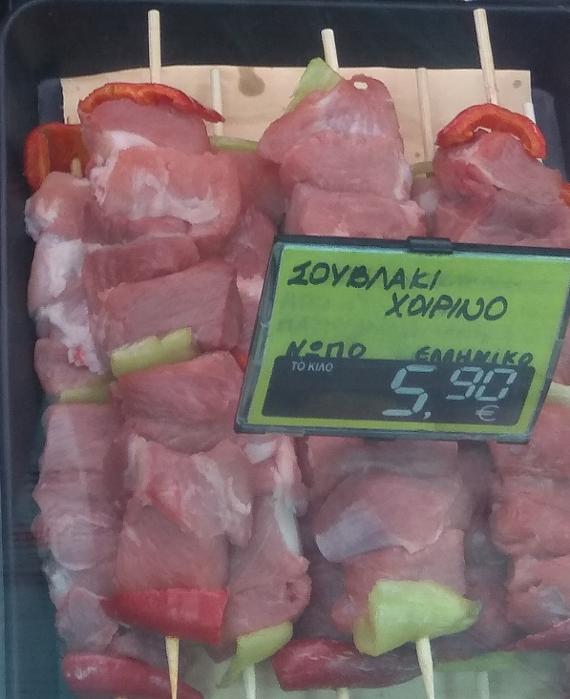 ΣΟΥΒΛΑΚΙ
ΧΟΙΡΙΝΟ
ΝΩΠΟ ΕΛΛΗΝΙΚΟ
ΤΟ ΚΙΛΟ
5,90
€